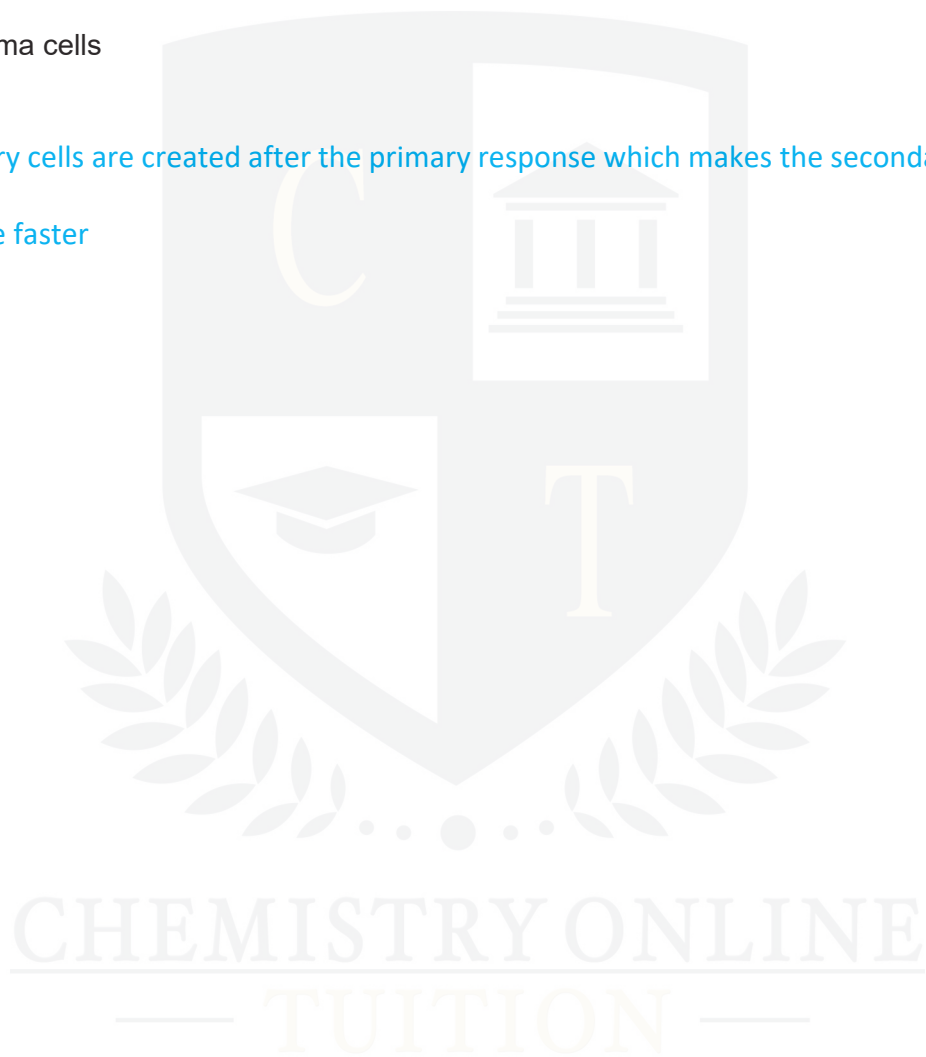 ma cells
ry cells are created after the primary response which makes the seconda
e faster
C
T
CHEMISTRY ONLINE
TUITION